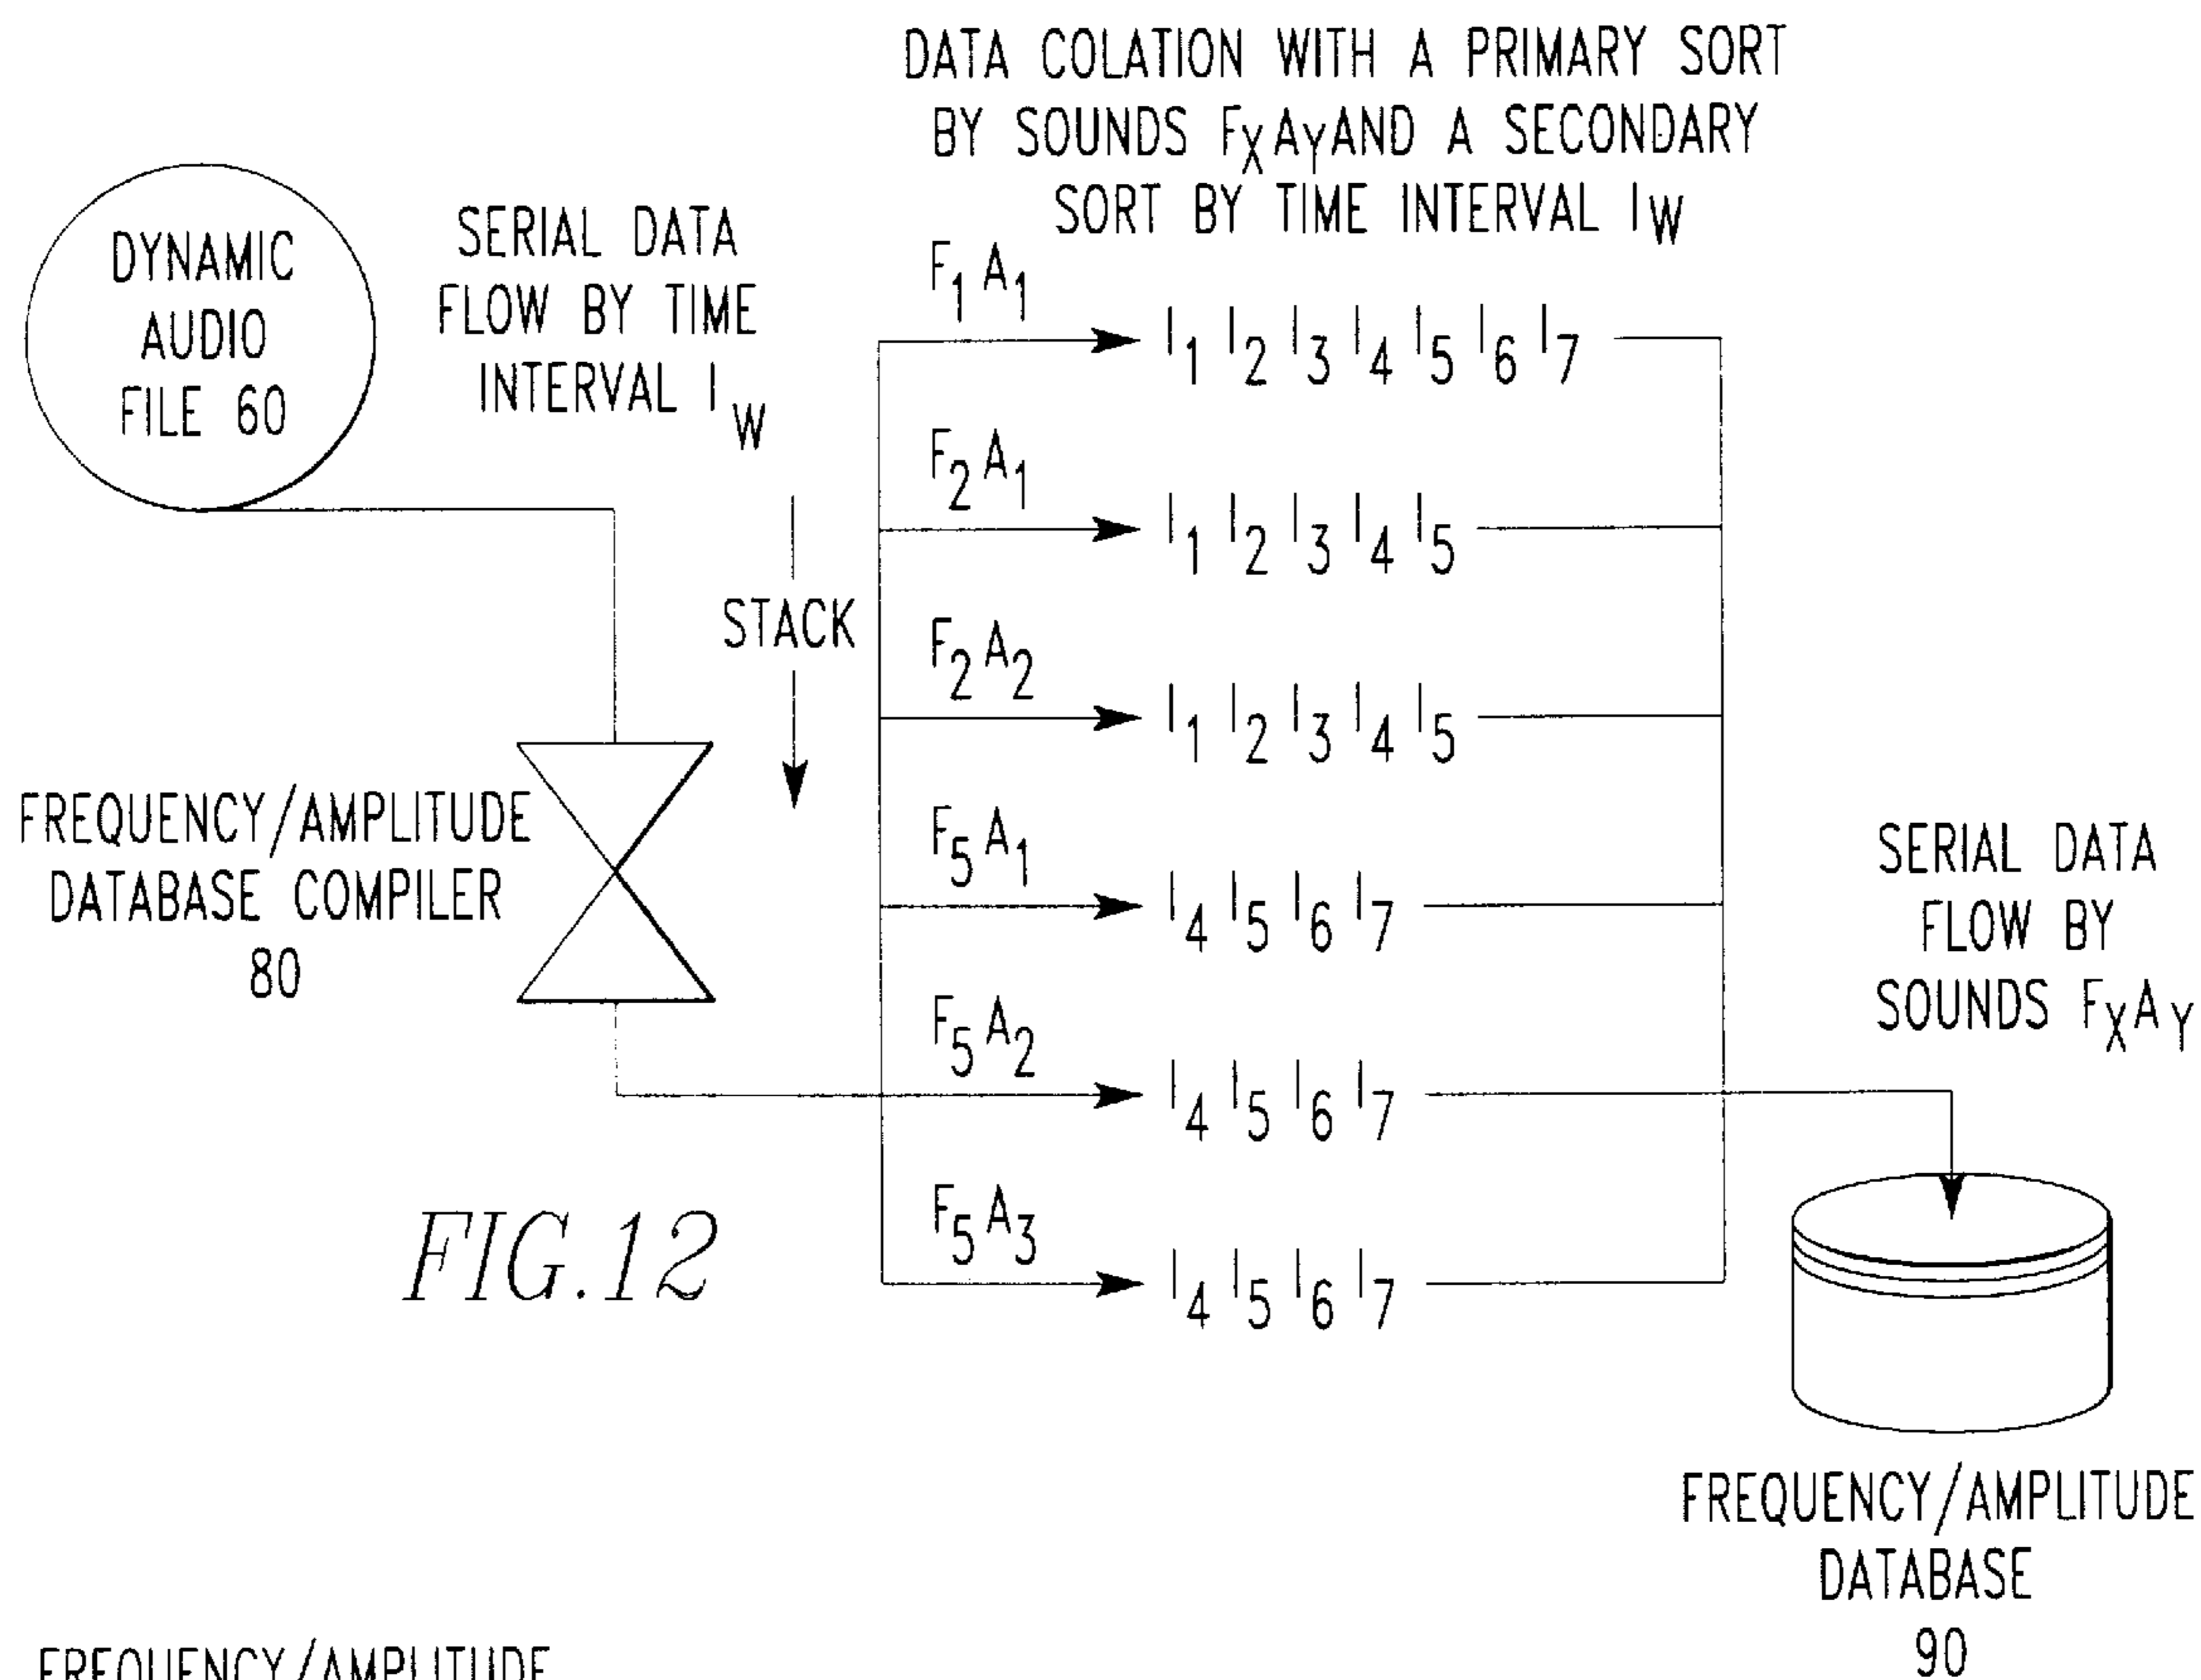 DATA COLATION WITH A PRIMARY SORT
BY SOUNDS FXAYAND A SECONDARY
SORT BY TIME INTERVAL IW
DYNAMIC
AUDIO
FILE 60
SERIAL DATA
FLOW BY TIME
INTERVAL IW
STACK
F1A1
I1 I2 I3 I4 I5 I6 I7
F2A1
I1 I2 I3 I4 I5
F2A2
I1 I2 I3 I4 I5
F5A1
I4 I5 I6 I7
F5A2
I4 I5 I6 I7
F5A3
I4 I5 I6 I7
FREQUENCY/AMPLITUDE
DATABASE COMPILER
80
SERIAL DATA
FLOW BY
SOUNDS FXAY
FIG.12
FREQUENCY/AMPLITUDE
DATABASE
90
FREQUENCY/AMPLITUDE